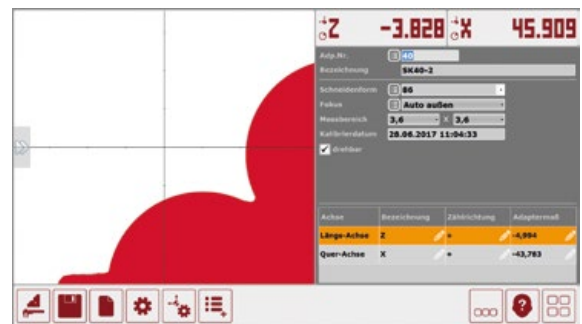 Z -3.828 X 45.909
Adp.Nr. 40
Bezeichnung SK40-2
Schneidenform 86
Fokus Auto außen
Messbereich 3,6 X 3,6
Kalibrierdatum 28.06.2017 11:04:33
drehbar
Achse Bezeichnung Zählrichtung Adaptermaß
Längs-Achse Z + -4,994
Quer-Achse X + -43,783